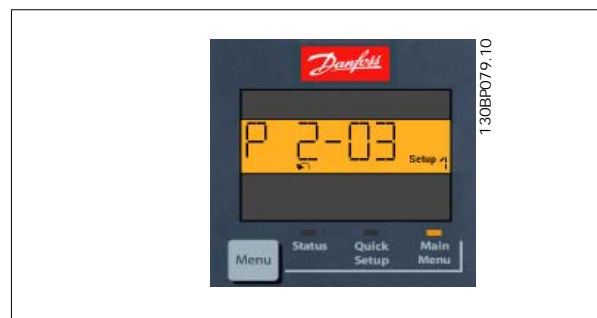 Danfoss
P 2-03
Setup 1
Status Quick Setup Main Menu
Menu
130BP079.10